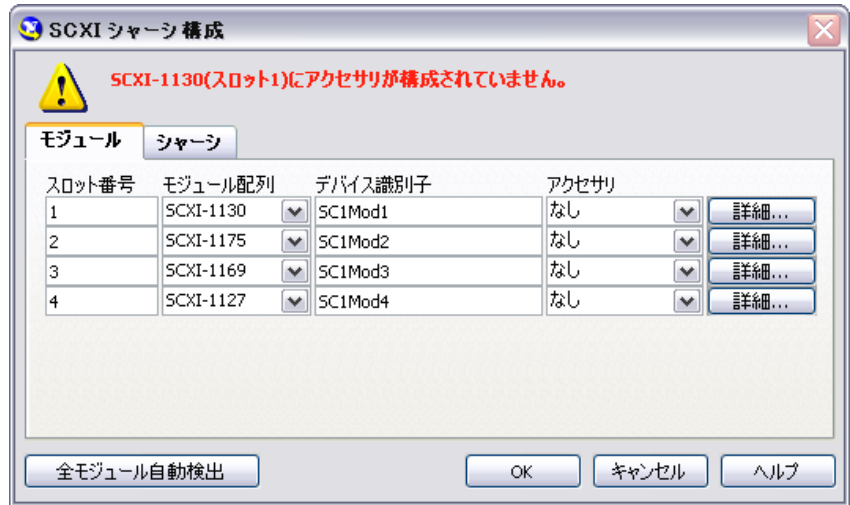 SCXI シャーシ構成
SCXI-1130(スロット1)にアクセサリが構成されていません。
モジュール シャーシ
スロット番号 モジュール配列 デバイス識別子 アクセサリ
1 SCXI-1130 SC1Mod1 なし 詳細...
2 SCXI-1175 SC1Mod2 なし 詳細...
3 SCXI-1169 SC1Mod3 なし 詳細...
4 SCXI-1127 SC1Mod4 なし 詳細...
全モジュール自動検出 OK キャンセル ヘルプ